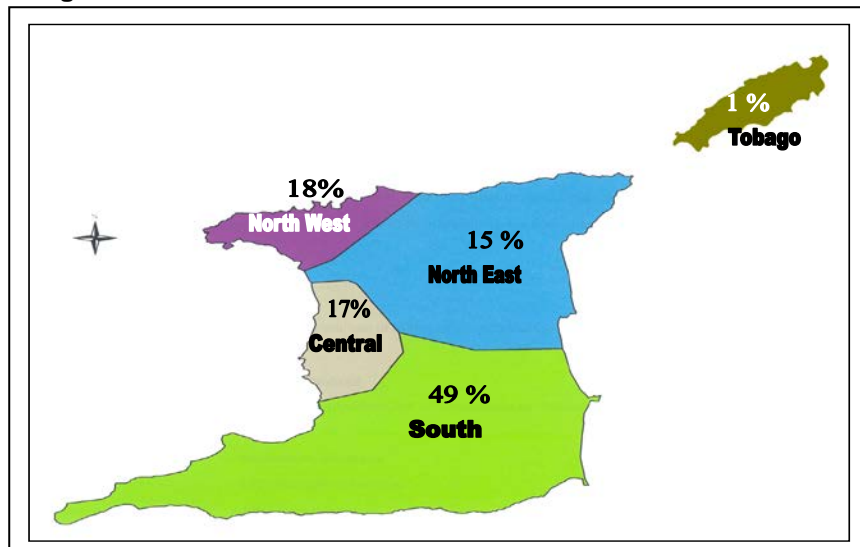 1 %
Tobago
18%
North West
15 %
North East
17%
Central
49 %
South